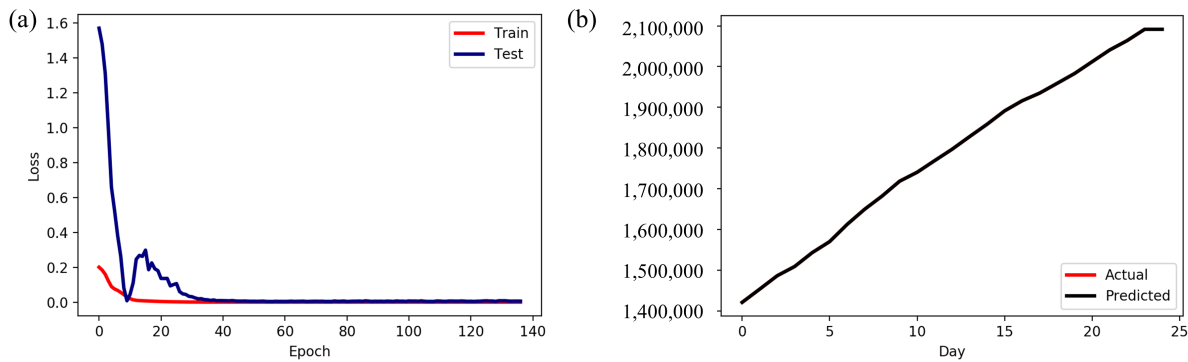 (a)
1.6
1.4
1.2
1.0
0.8
0.6
0.4
0.2
0.0
Loss
0 20 40 60 80 100 120 140
Epoch
Train
Test
(b)
2,100,000
2,000,000
1,900,000
1,800,000
1,700,000
1,600,000
1,500,000
1,400,000
0 5 10 15 20 25
Day
Actual
Predicted